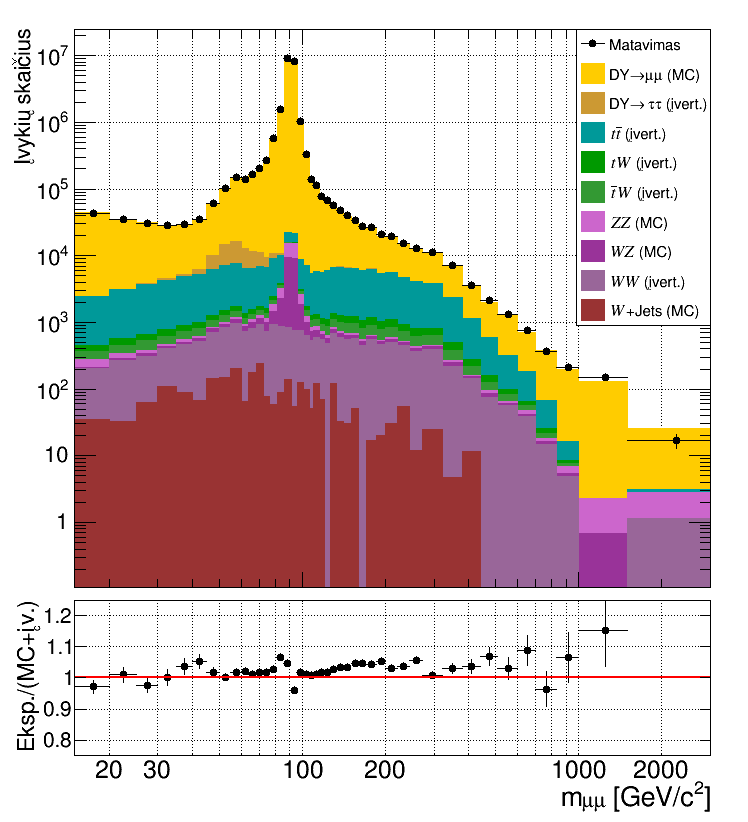 Įvykių skaičius
10⁷
10⁶
10⁵
10⁴
10³
10²
10
1
Matavimas
DY→μμ (MC)
DY→ττ (įvert.)
tt̄ (įvert.)
tW (įvert.)
t̄W (įvert.)
ZZ (MC)
WZ (MC)
WW (įvert.)
W+Jets (MC)
Eksp./(MC+įv.)
1.2
1.1
1
0.9
0.8
20 30 100 200 1000 2000
mμμ [GeV/c²]